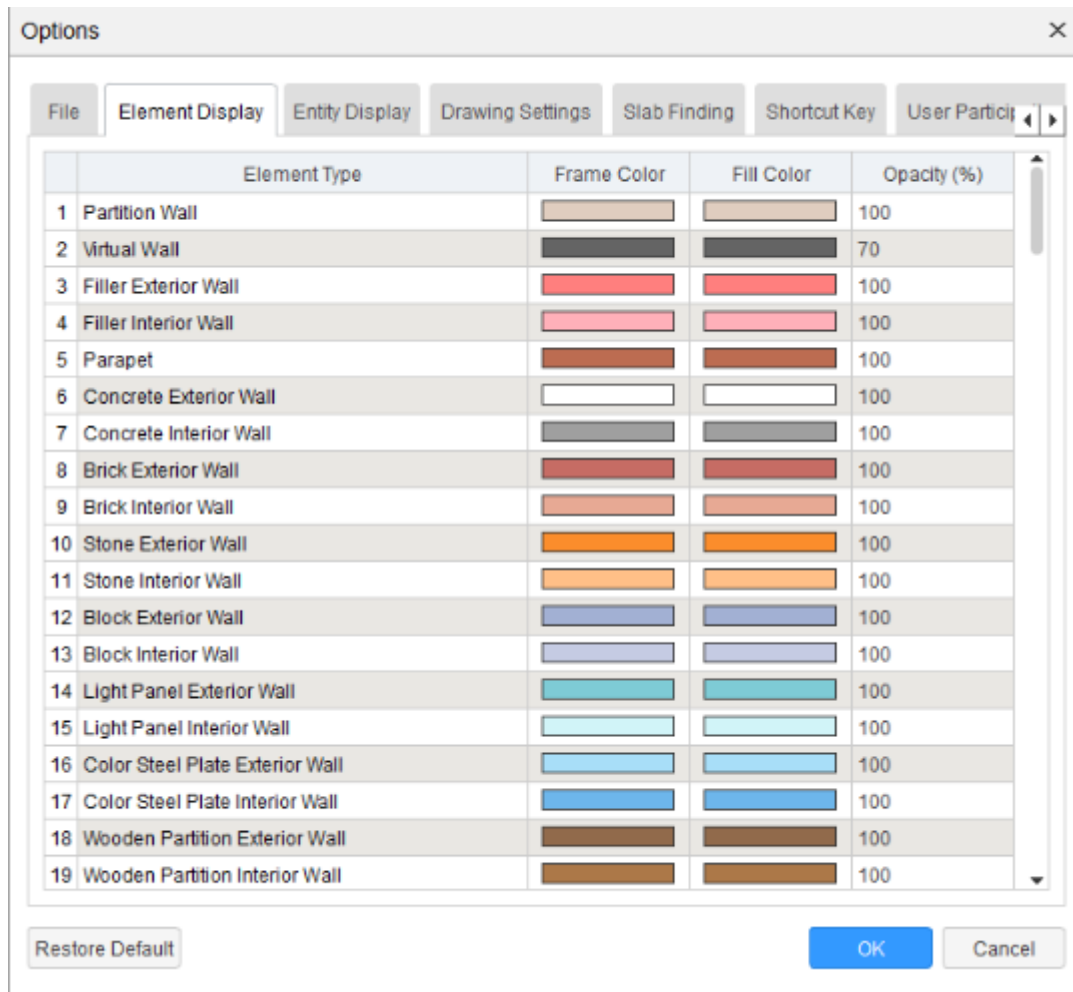 Options
File Element Display Entity Display Drawing Settings Slab Finding Shortcut Key User
Element Type Frame Color Fill Color Opacity (%)
1 Partition Wall 100
2 Virtual Wall 70
3 Filler Exterior Wall 100
4 Filler Interior Wall 100
5 Parapet 100
6 Concrete Exterior Wall 100
7 Concrete Interior Wall 100
8 Brick Exterior Wall 100
9 Brick Interior Wall 100
10 Stone Exterior Wall 100
11 Stone Interior Wall 100
12 Block Exterior Wall 100
13 Block Interior Wall 100
14 Light Panel Exterior Wall 100
15 Light Panel Interior Wall 100
16 Color Steel Plate Exterior Wall 100
17 Color Steel Plate Interior Wall 100
18 Wooden Partition Exterior Wall 100
19 Wooden Partition Interior Wall 100
Restore Default OK Cancel